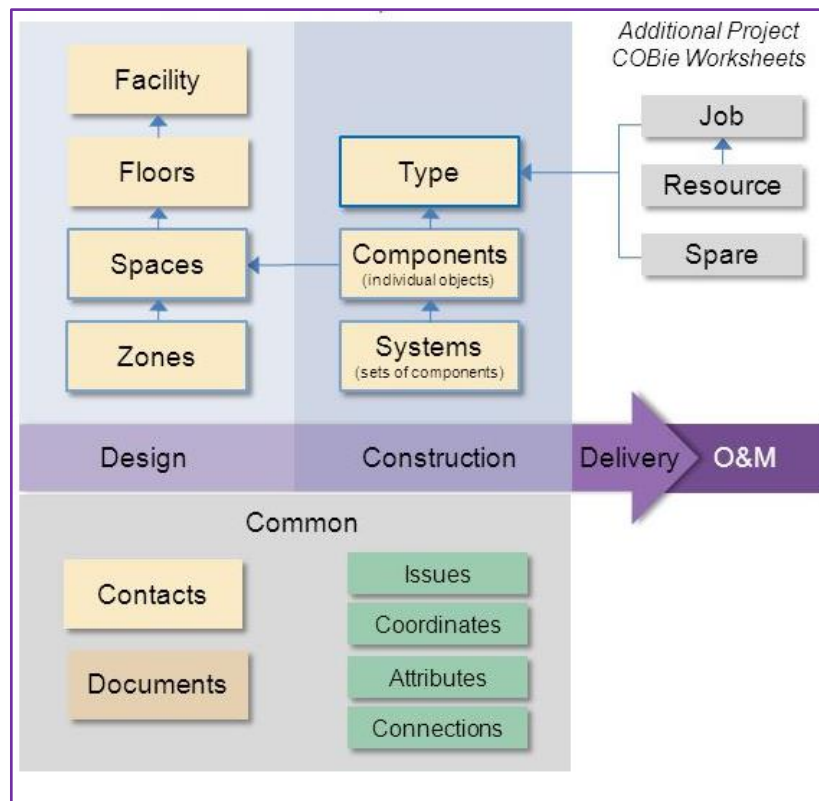 Additional Project
COBie Worksheets
Facility
Floors
Spaces
Zones
Type
Components
(individual objects)
Systems
(sets of components)
Job
Resource
Spare
Design
Construction
Delivery
O&M
Common
Contacts
Documents
Issues
Coordinates
Attributes
Connections